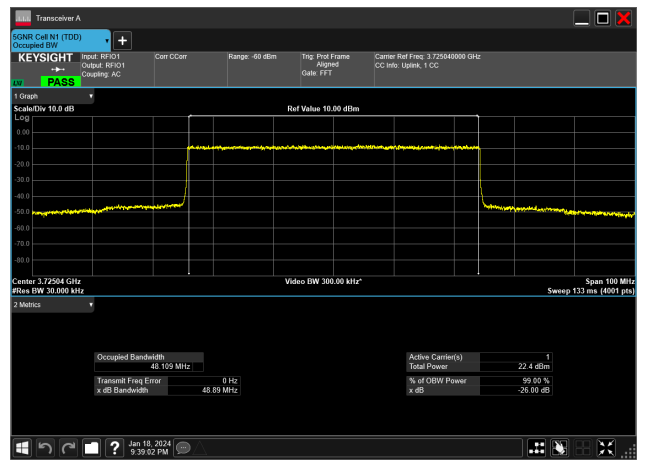 Transceiver A
5GNR Cell N1 (TDD)
Occupied BW
KEYSIGHT
LXI
PASS
Input: RFIO1
Output: RFIO1
Coupling: AC
Corr CCorr
Range: -60 dBm
Trig: Prot Frame
Aligned
Gate: FFT
Carrier Ref Freq: 3.725040000 GHz
CC Info: Uplink, 1 CC
1 Graph
Scale/Div 10.0 dB
Ref Value 10.00 dBm
Log
0.00
-10.0
-20.0
-30.0
-40.0
-50.0
-60.0
-70.0
-80.0
Center 3.72504 GHz
Video BW 300.00 kHz*
Span 100 MHz
#Res BW 30.000 kHz
Sweep 133 ms (4001 pts)
2 Metrics
Occupied Bandwidth
48.109 MHz
Transmit Freq Error 0 Hz
x dB Bandwidth 48.89 MHz
Active Carrier(s) 1
Total Power 22.4 dBm
% of OBW Power 99.00 %
x dB -26.00 dB
Jan 18, 2024
9:39:02 PM